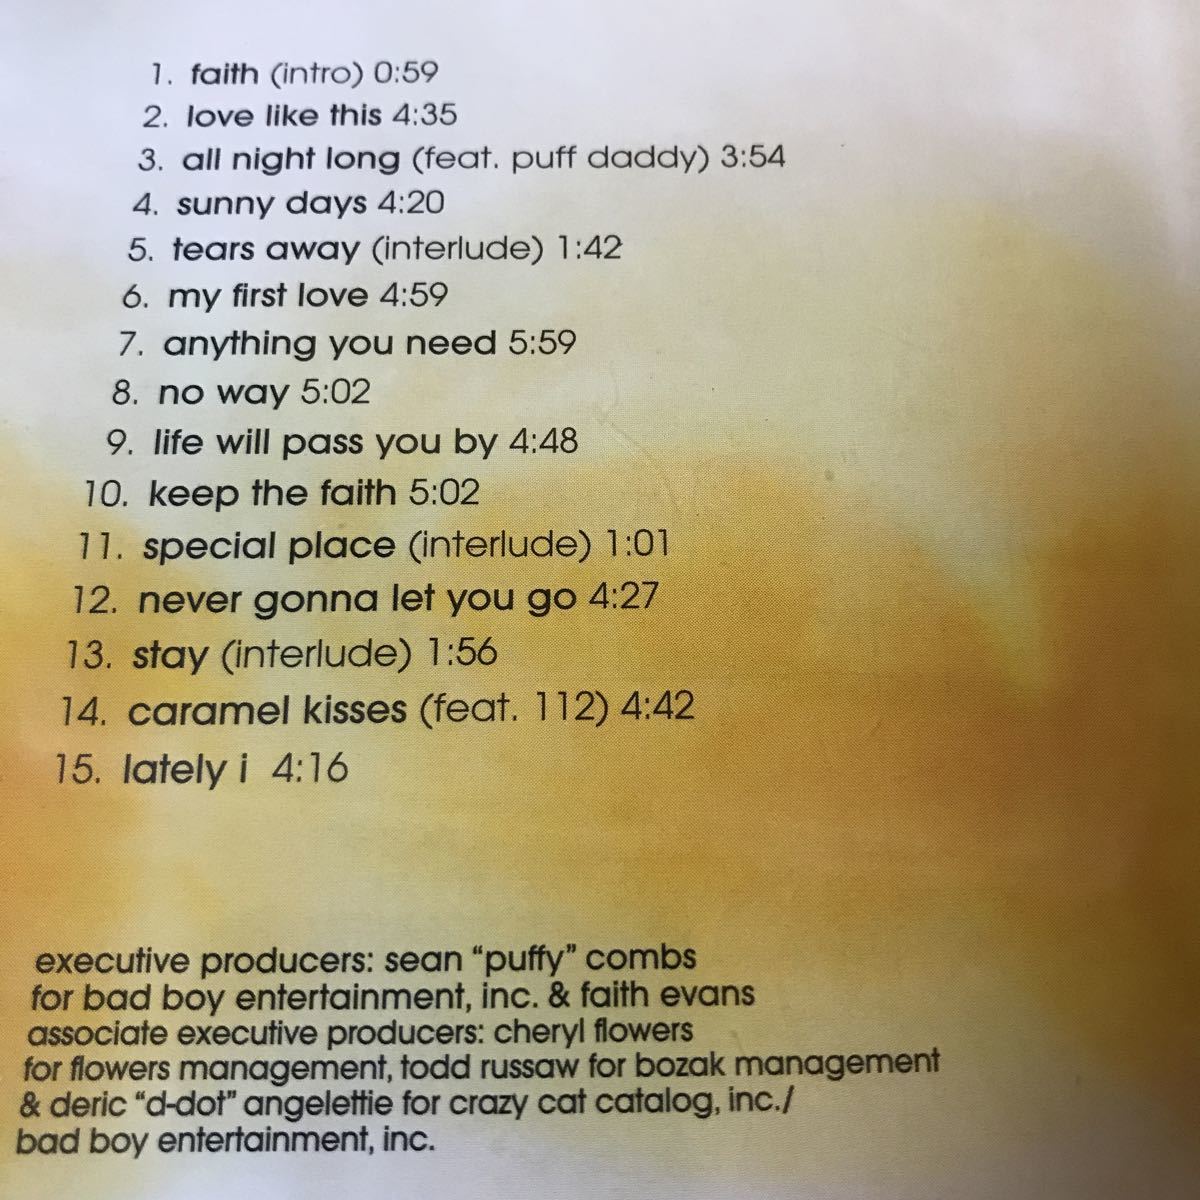 1. faith (intro) 0:59
2. love like this 4:35
3. all night long (feat. puff daddy) 3:54
4. sunny days 4:20
5. tears away (interlude) 1:42
6. my first love 4:59
7. anything you need 5:59
8. no way 5:02
9. life will pass you by 4:48
10. keep the faith 5:02
11. special place (interlude) 1:01
12. never gonna let you go 4:27
13. stay (interlude) 1:56
14. caramel kisses (feat. 112) 4:42
15. lately i 4:16
executive producers: sean “puffy” combs
for bad boy entertainment, inc. & faith evans
associate executive producers: cheryl flowers
for flowers management, todd russaw for bozak management
& deric “d-dot” angelettie for crazy cat catalog, inc./
bad boy entertainment, inc.